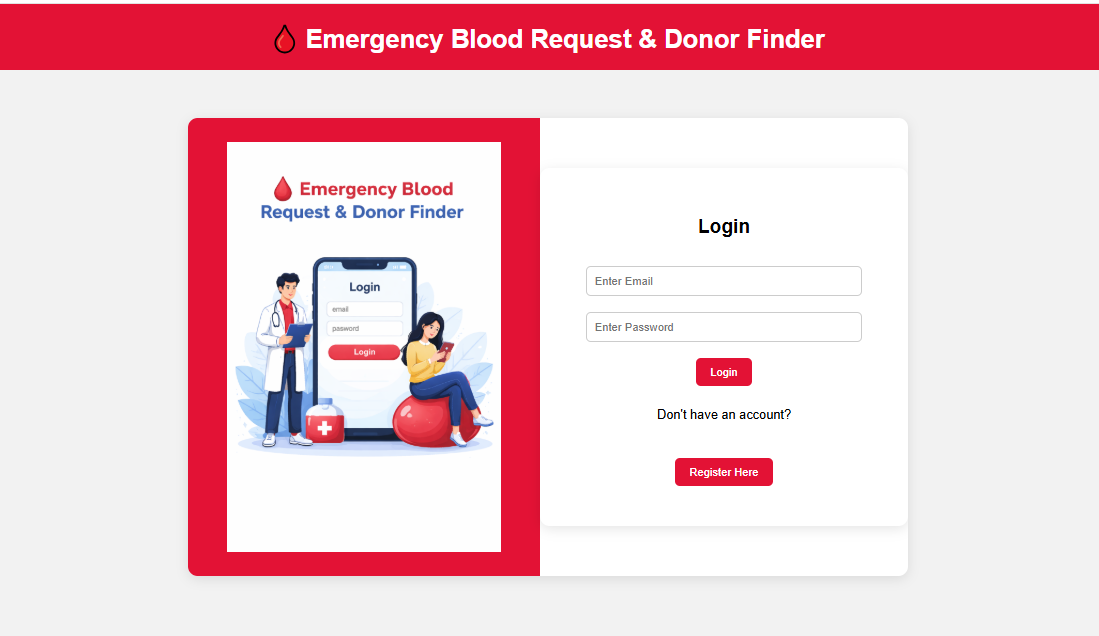 Emergency Blood Request & Donor Finder
Emergency Blood
Request & Donor Finder
Login
email
pasword
Login
Login
Enter Email
Enter Password
Login
Don't have an account?
Register Here